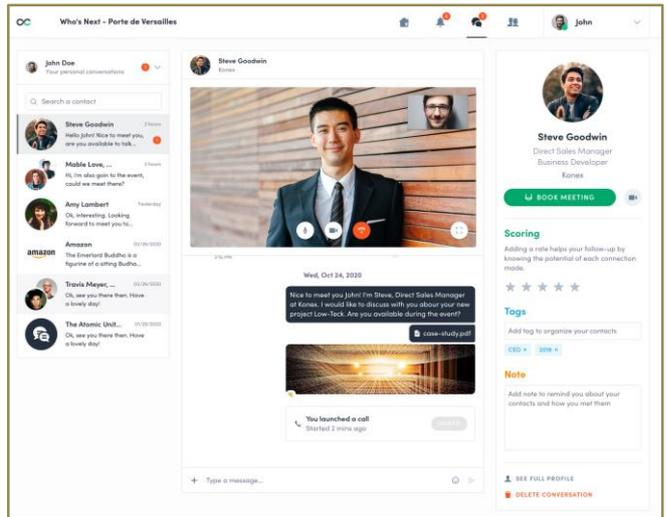 Who's Next - Porte de Versailles
John
John Doe
Your personal conversations
Search a contact
Steve Goodwin
2 hours
Hello John! Nice to meet you,
are you available to talk...
Mable Love, ...
Hi, I'm also goin to the event,
could we meet there?
Amy Lambert
Yesterday
Ok, interesting. Looking
forward to meet you to...
amazon
Amazon
The Emerlord Buddha is a
figurine of a sitting Budha...
Travis Meyer, ...
Ok, see you there then. Have
a lovely day!
The Atomic Unit...
Ok, see you there then. Have
a lovely day!
Steve Goodwin
Konex
Wed, Oct 24, 2020
Nice to meet you John! I'm Steve, Direct Sales Manager
at Konex. I would like to discuss with you abour your new
project Low-Teck. Are you available during the event?
case-study.pdf
You launched a call
Started 2 mins ago
Type a message...
Steve Goodwin
Direct Sales Manager
Business Developer
Konex
BOOK MEETING
Scoring
Adding a rate helps your follow-up by
knowing the potential of each connection
made.
Tags
Add tag to organize your contacts
CEO ×
2019 ×
Note
Add note to remind you about your
contacts and how you met them
SEE FULL PROFILE
DELETE CONVERSATION